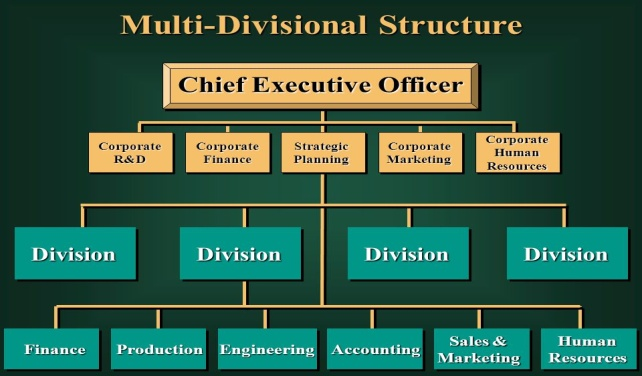 Multi-Divisional Structure
Chief Executive Officer
Corporate
R&D
Corporate
Finance
Strategic
Planning
Corporate
Marketing
Corporate
Human
Resources
Division
Division
Division
Division
Finance
Production
Engineering
Accounting
Sales &
Marketing
Human
Resources